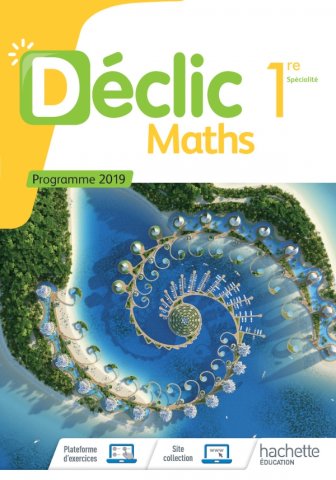 Déclic
1re
Spécialité
Maths
Programme 2019
Plateforme
d'exercices
Site
collection
www
hachette
ÉDUCATION